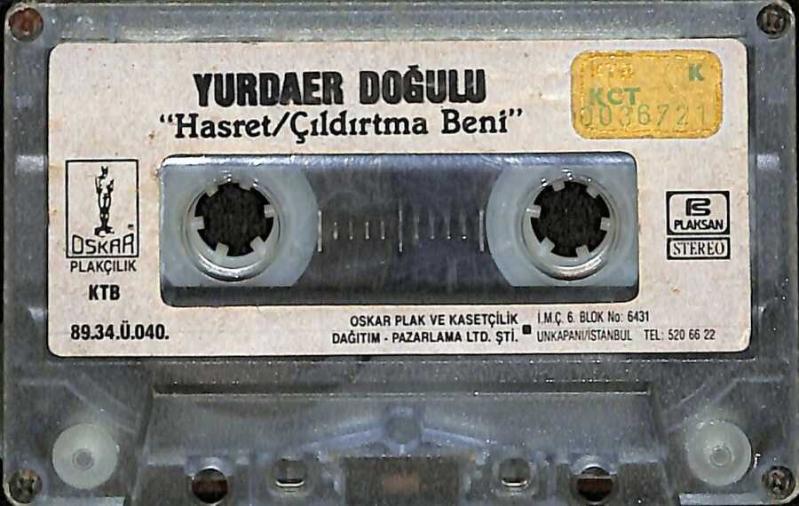 YURDAER DOĞULU
"Hasret/Çıldırtma Beni"
K
KCT
0036721
OSKAR
®
PLAKÇILIK
KTB
89.34.Ü.040.
PLAKSAN
STEREO
OSKAR PLAK VE KASETÇİLİK
DAĞITIM - PAZARLAMA LTD. ŞTİ.
İ.M.Ç. 6. BLOK No: 6431
UNKAPANI/İSTANBUL TEL: 520 66 22